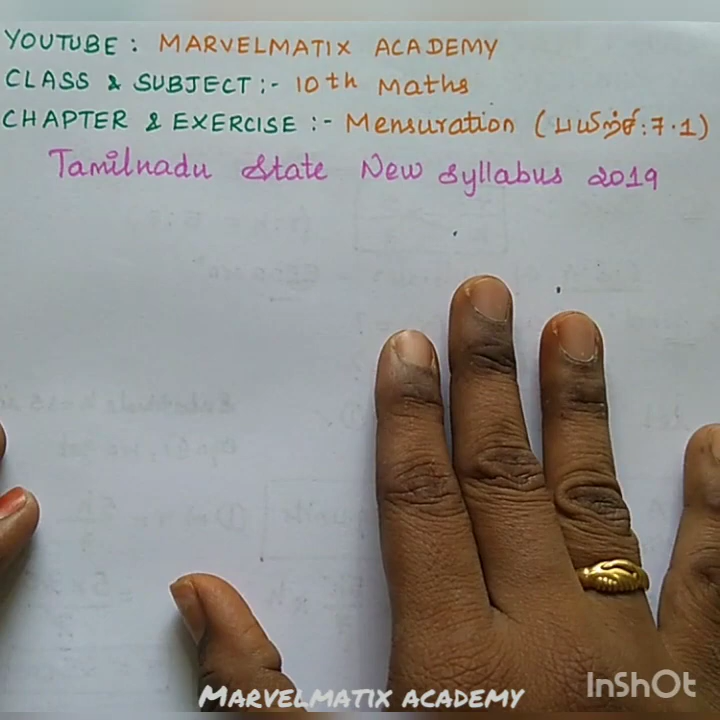 YOUTUBE : MARVELMATIX ACADEMY
CLASS & SUBJECT :- 10th Maths
CHAPTER & EXERCISE :- Mensuration (பயிற்சி : 7.1)
Tamilnadu State New Syllabus 2019
MARVELMATIX ACADEMY
InShOt